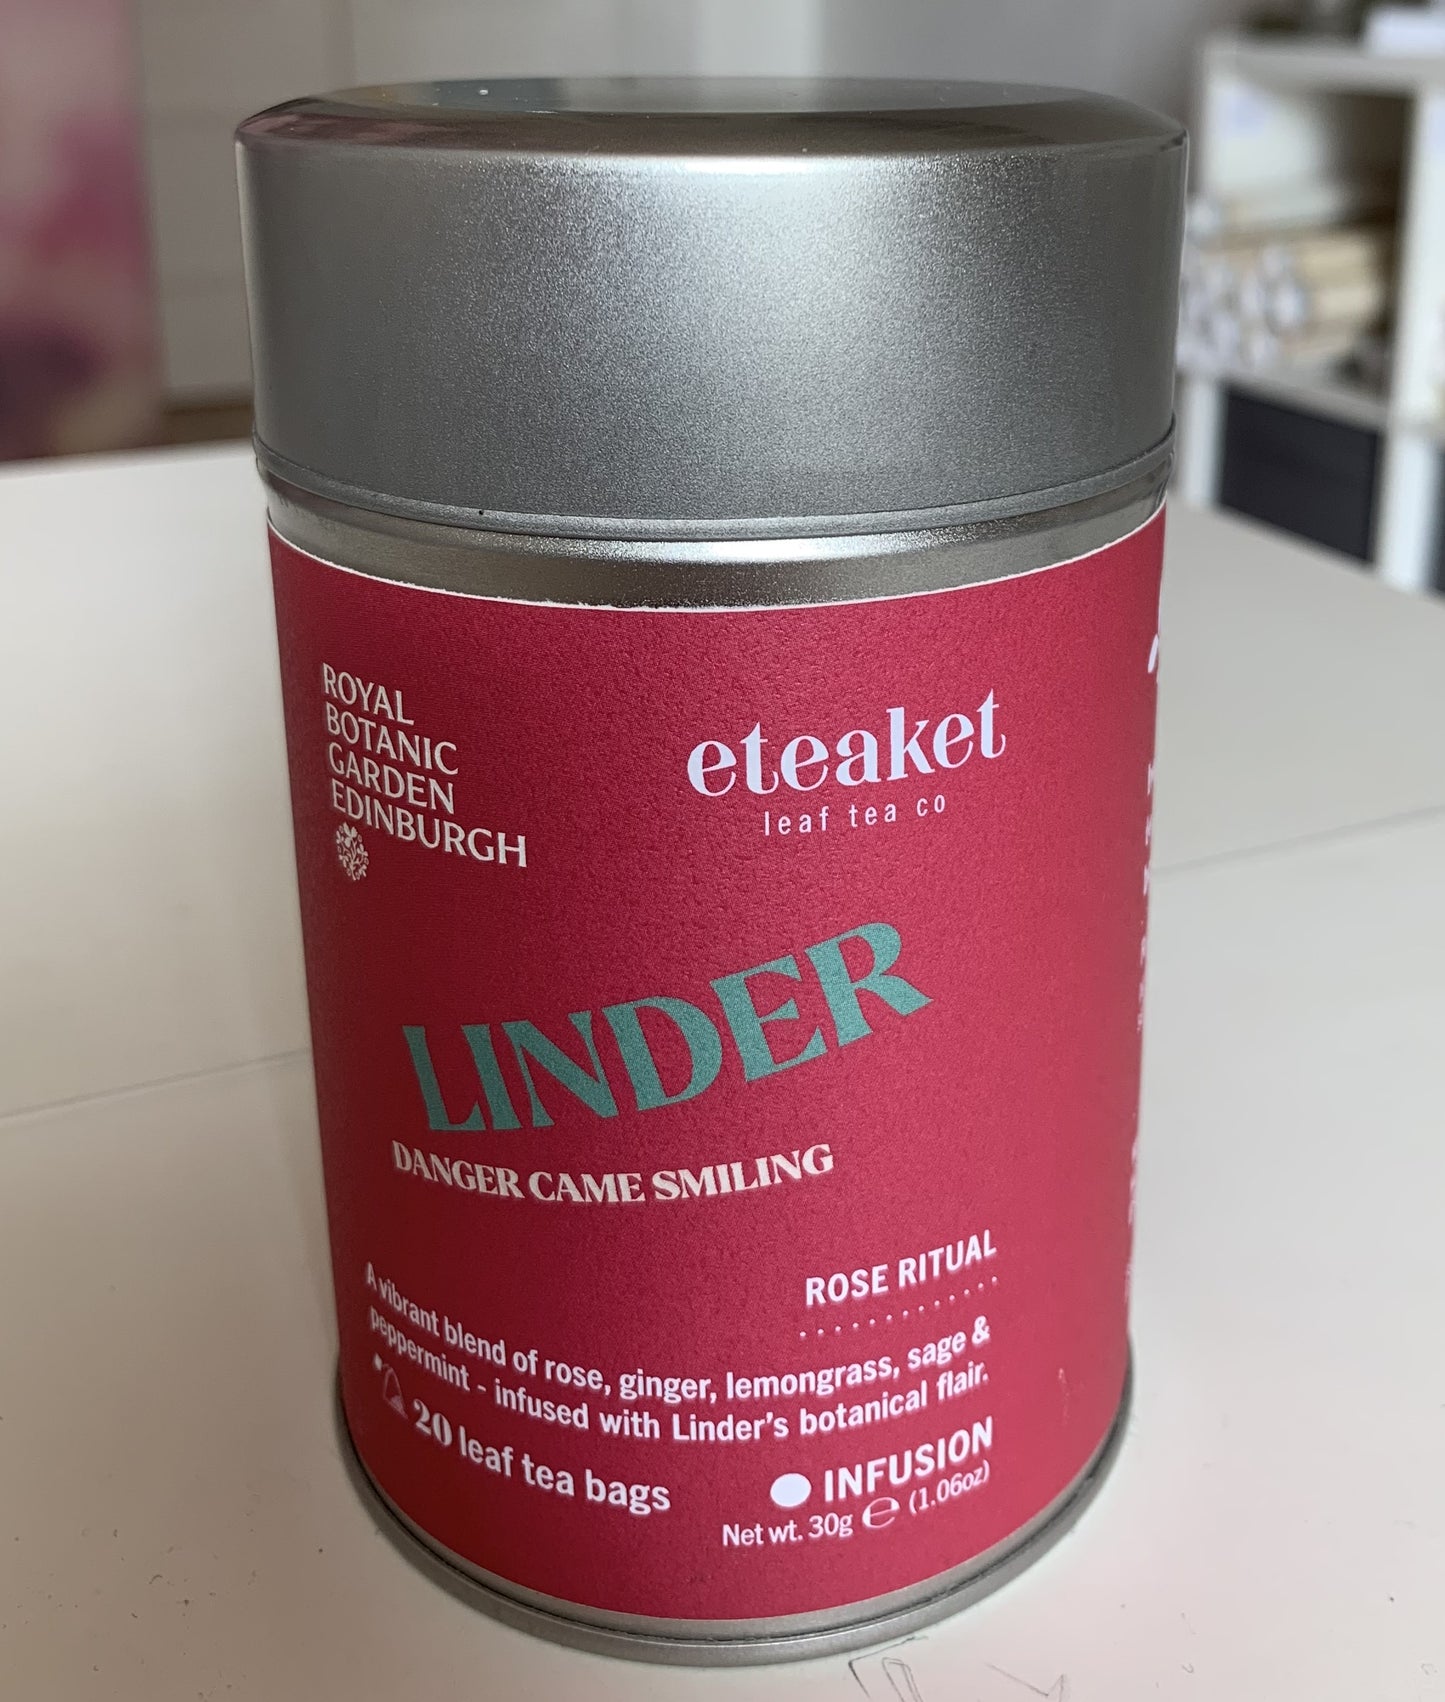 ROYAL
BOTANIC
GARDEN
EDINBURGH
eteaket
leaf tea co
LINDER
DANGER CAME SMILING
ROSE RITUAL
A vibrant blend of rose, ginger, lemongrass, sage &
peppermint - infused with Linder's botanical flair.
20 leaf tea bags
INFUSION
Net wt. 30g ℮ (1.06oz)